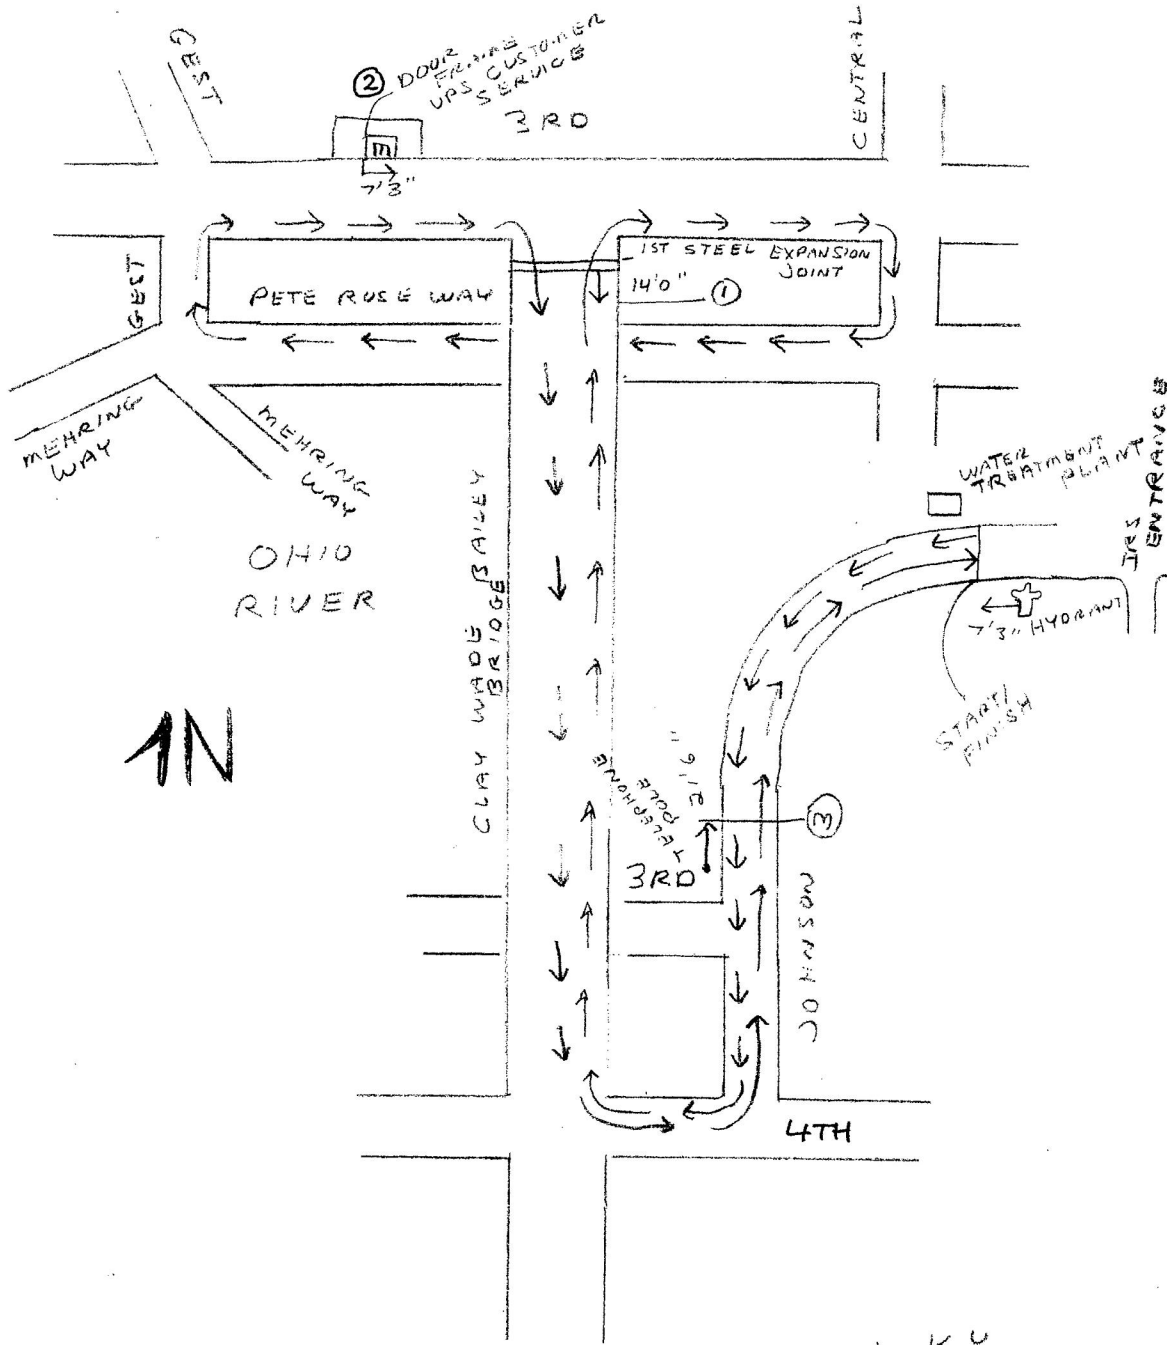 GEST
② DOOR
FRAME
UPS CUSTOMER
SERVICE
3RD
CENTRAL
7'3"
1ST STEEL EXPANSION
JOINT
14'0" ①
PETE ROSE WAY
GEST
MEHRING
WAY
MEHRING
WAY
OHIO
RIVER
CLAY WADE BAILEY
BRIDGE
WATER
TREATMENT
PLANT
IRS
ENTRANCE
7'3" HYDRANT
START/
FINISH
1N
21'6"
TELEPHONE
POLE
③
3RD
JOHNSON
4TH